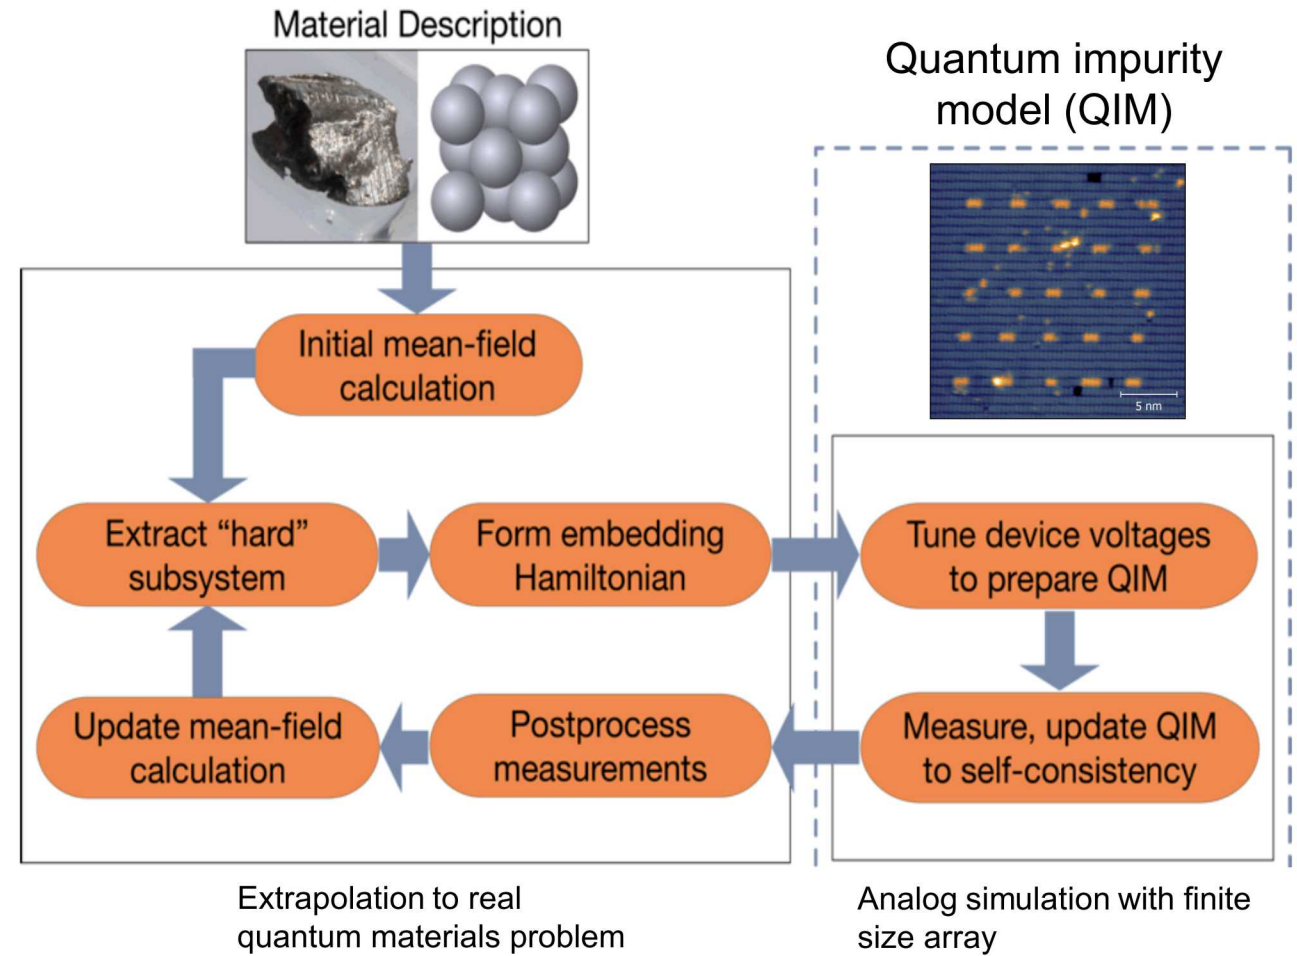 Material Description
Quantum impurity
model (QIM)
5 nm
Initial mean-field
calculation
Extract “hard”
subsystem
Form embedding
Hamiltonian
Tune device voltages
to prepare QIM
Update mean-field
calculation
Postprocess
measurements
Measure, update QIM
to self-consistency
Extrapolation to real
quantum materials problem
Analog simulation with finite
size array